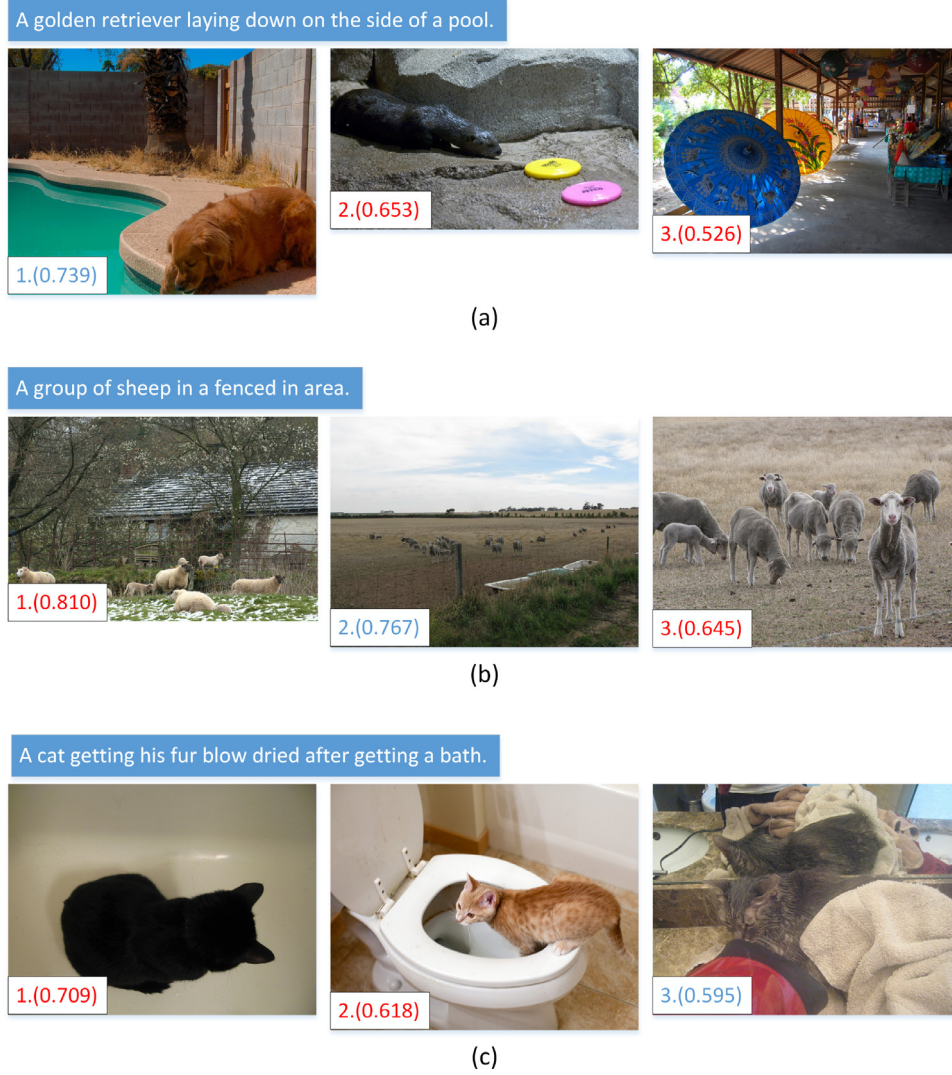 A golden retriever laying down on the side of a pool.
1.(0.739)
2.(0.653)
3.(0.526)
(a)
A group of sheep in a fenced in area.
1.(0.810)
2.(0.767)
3.(0.645)
(b)
A cat getting his fur blow dried after getting a bath.
1.(0.709)
2.(0.618)
3.(0.595)
(c)